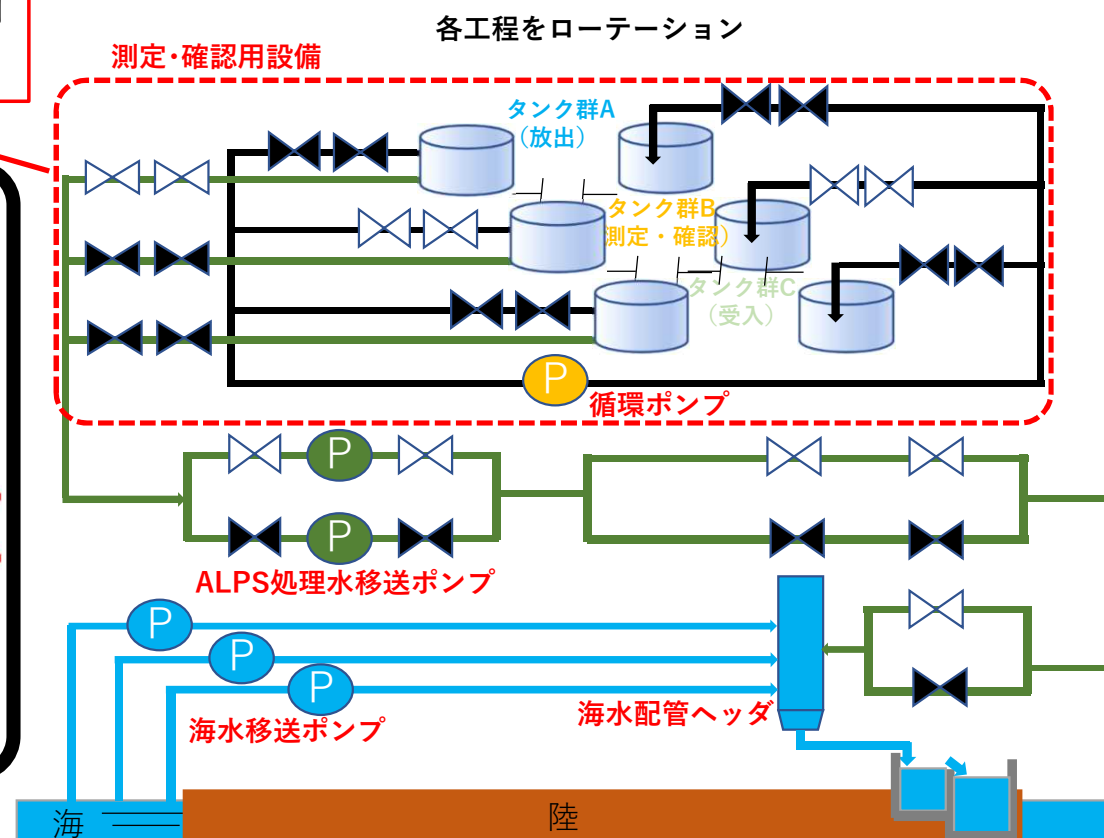 各工程をローテーション
測定・確認用設備
タンク群A
(放出)
タンク群B
測定・確認)
タンク群C
(受入)
P
循環ポンプ
P
P
ALPS処理水移送ポンプ
P
P
P
海水移送ポンプ
海水配管ヘッダ
海
陸